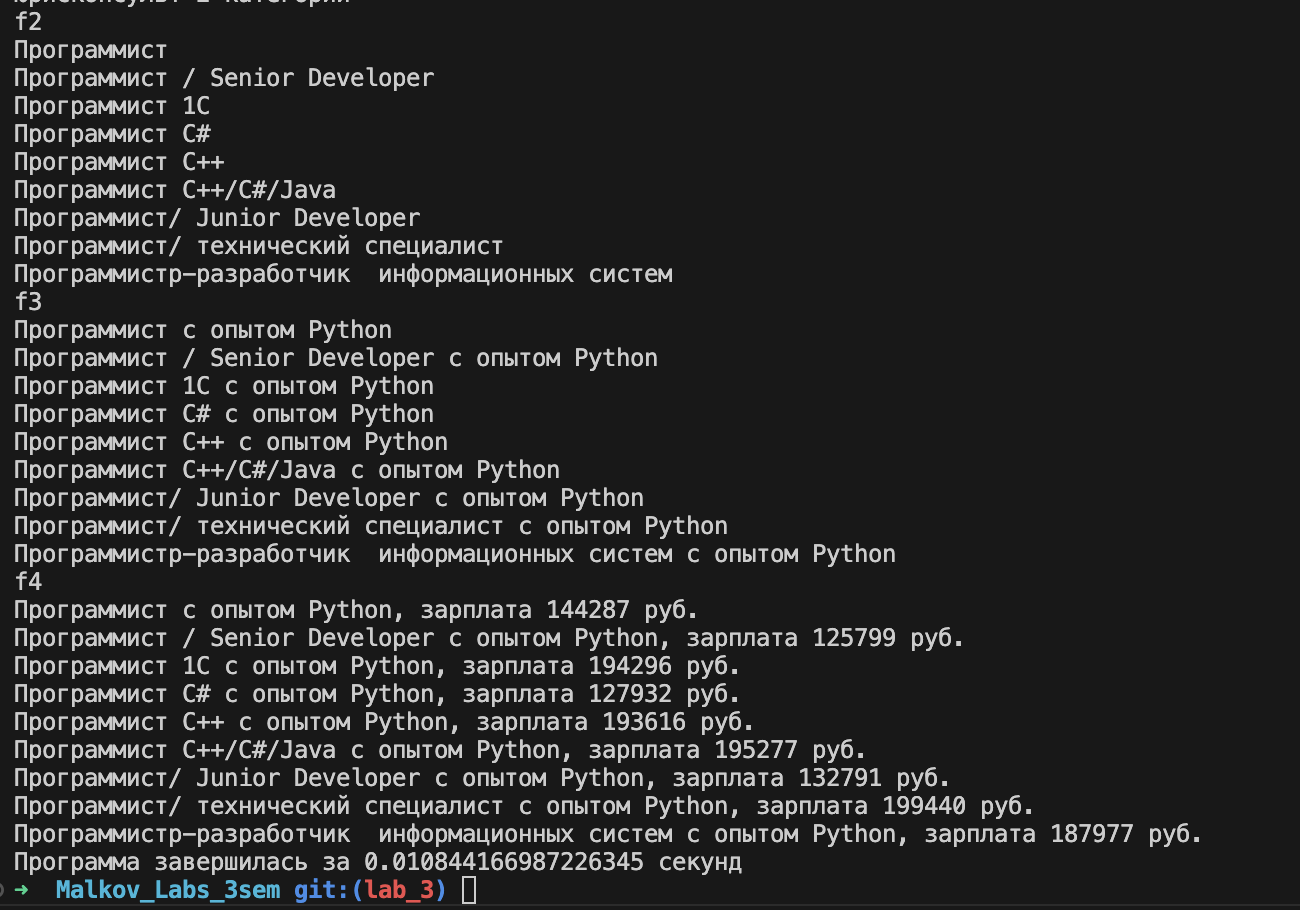 f2
Программист
Программист / Senior Developer
Программист 1C
Программист C#
Программист C++
Программист C++/C#/Java
Программист/ Junior Developer
Программист/ технический специалист
Программистр-разработчик  информационных систем
f3
Программист с опытом Python
Программист / Senior Developer с опытом Python
Программист 1C с опытом Python
Программист C# с опытом Python
Программист C++ с опытом Python
Программист C++/C#/Java с опытом Python
Программист/ Junior Developer с опытом Python
Программист/ технический специалист с опытом Python
Программистр-разработчик  информационных систем с опытом Python
f4
Программист с опытом Python, зарплата 144287 руб.
Программист / Senior Developer с опытом Python, зарплата 125799 руб.
Программист 1C с опытом Python, зарплата 194296 руб.
Программист C# с опытом Python, зарплата 127932 руб.
Программист C++ с опытом Python, зарплата 193616 руб.
Программист C++/C#/Java с опытом Python, зарплата 195277 руб.
Программист/ Junior Developer с опытом Python, зарплата 132791 руб.
Программист/ технический специалист с опытом Python, зарплата 199440 руб.
Программистр-разработчик  информационных систем с опытом Python, зарплата 187977 руб.
Программа завершилась за 0.010844166987226345 секунд
➜  Malkov_Labs_3sem git:(lab_3)